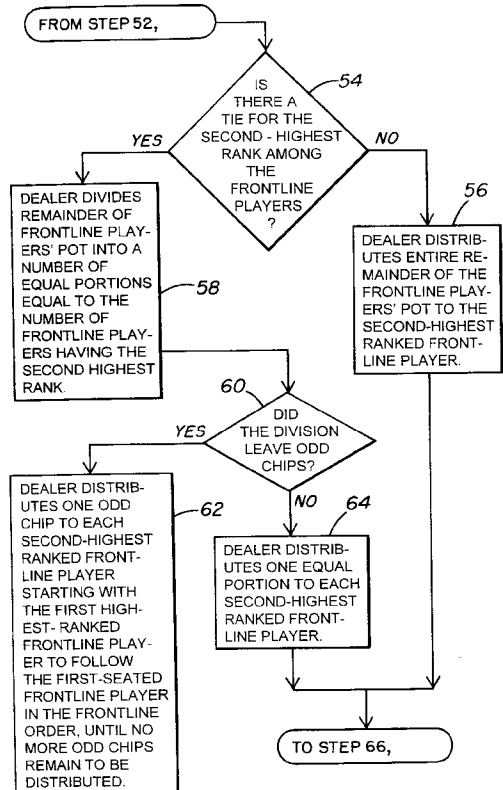 FROM STEP 52,
54
IS
THERE A
TIE FOR THE
SECOND - HIGHEST
RANK AMONG
THE
FRONTLINE
PLAYERS
?
YES
NO
DEALER DIVIDES
REMAINDER OF
FRONTLINE PLAY-
ERS' POT INTO A
NUMBER OF
EQUAL PORTIONS
EQUAL TO THE
NUMBER OF
FRONTLINE PLAY-
ERS HAVING THE
SECOND HIGHEST
RANK.
58
56
DEALER DISTRIB-
UTES ENTIRE RE-
MAINDER OF THE
FRONTLINE PLAY-
ERS' POT TO THE
SECOND-HIGHEST
RANKED FRONT-
LINE PLAYER.
60
DID
THE DIVISION
LEAVE ODD
CHIPS?
YES
NO
DEALER DISTRIB-
UTES ONE ODD
CHIP TO EACH
SECOND-HIGHEST
RANKED FRONT-
LINE PLAYER
STARTING WITH
THE FIRST HIGH-
EST- RANKED
FRONTLINE PLAY-
ER TO FOLLOW
THE FIRST-SEATED
FRONTLINE PLAYER
IN THE FRONTLINE
ORDER, UNTIL NO
MORE ODD CHIPS
REMAIN TO BE
DISTRIBUTED.
62
64
DEALER DISTRIB-
UTES ONE EQUAL
PORTION TO EACH
SECOND-HIGHEST
RANKED FRONT-
LINE PLAYER.
TO STEP 66,